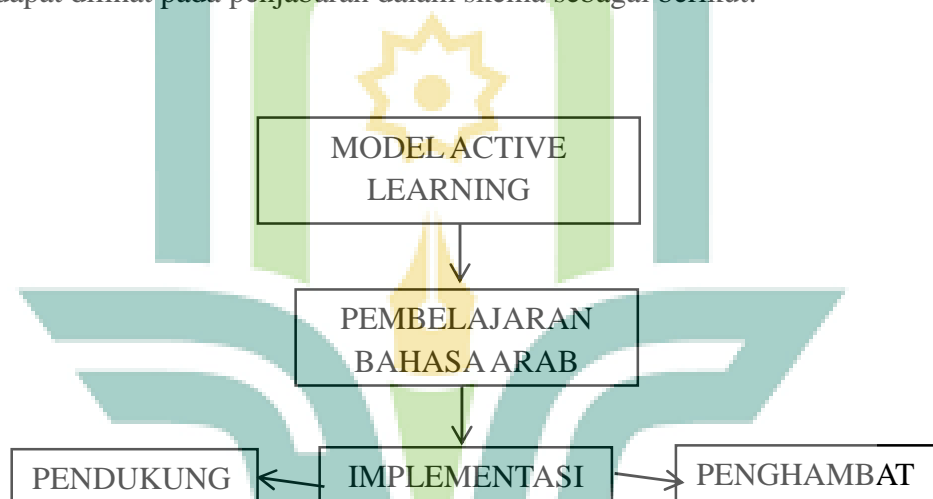 dapat dilihat pada penjabaran dalam skema sebagai berikut:
MODEL ACTIVE
LEARNING
PEMBELAJARAN
BAHASA ARAB
PENDUKUNG
IMPLEMENTASI
PENGHAMBAT